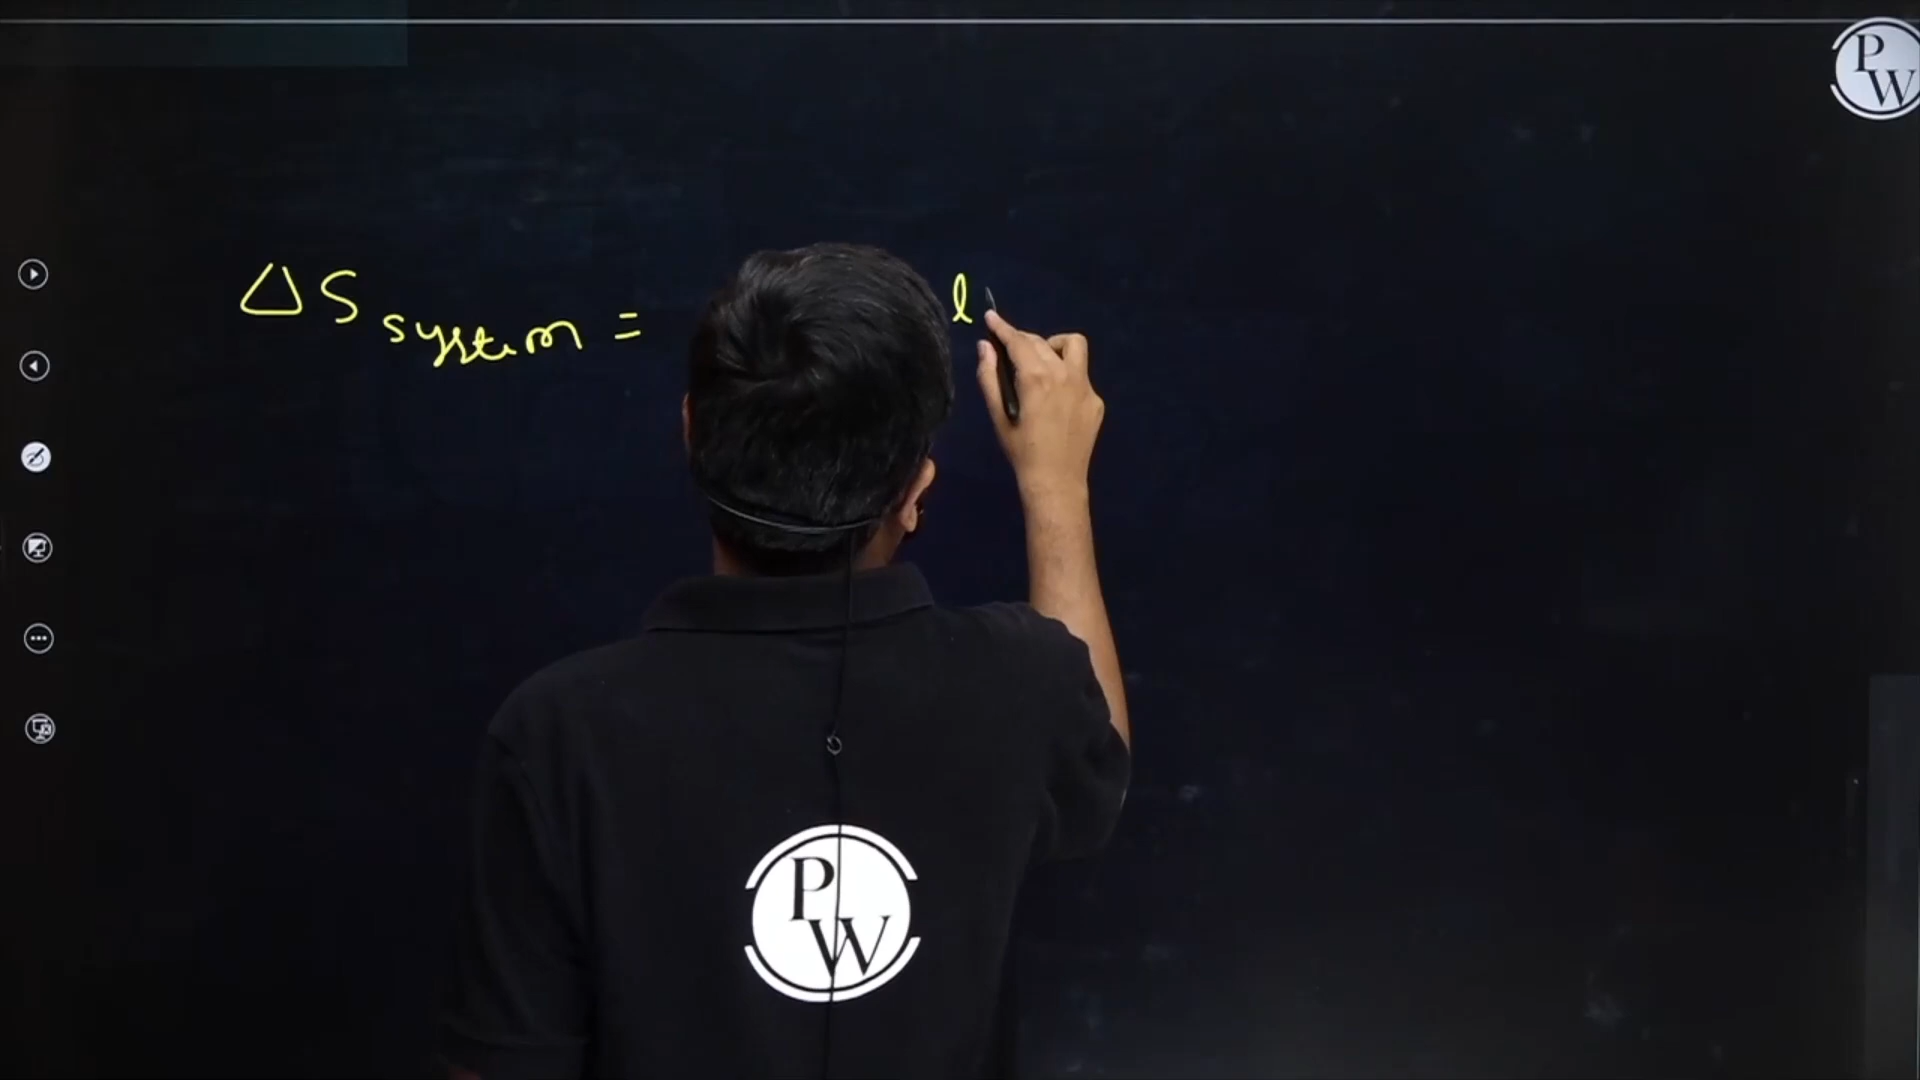 PW
ΔS system = l
PW